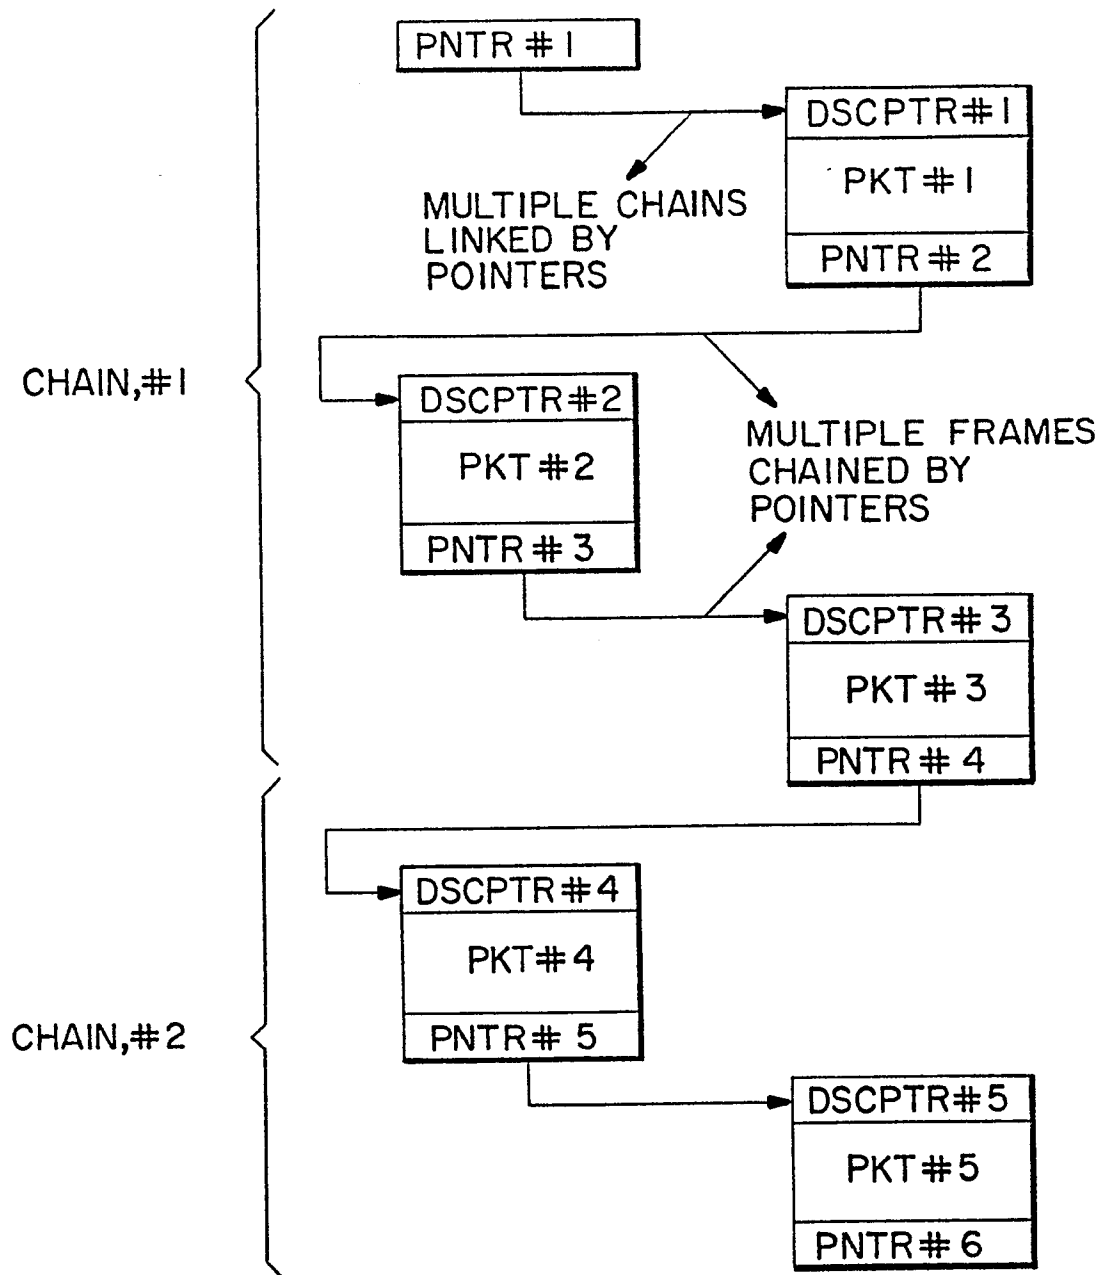 PNTR # 1
DSCPTR # 1
PKT # 1
PNTR # 2
MULTIPLE CHAINS
LINKED BY
POINTERS
CHAIN,#1
DSCPTR #2
PKT #2
PNTR # 3
MULTIPLE FRAMES
CHAINED BY
POINTERS
DSCPTR # 3
PKT # 3
PNTR # 4
DSCPTR #4
PKT # 4
PNTR # 5
CHAIN,#2
DSCPTR #5
PKT #5
PNTR # 6